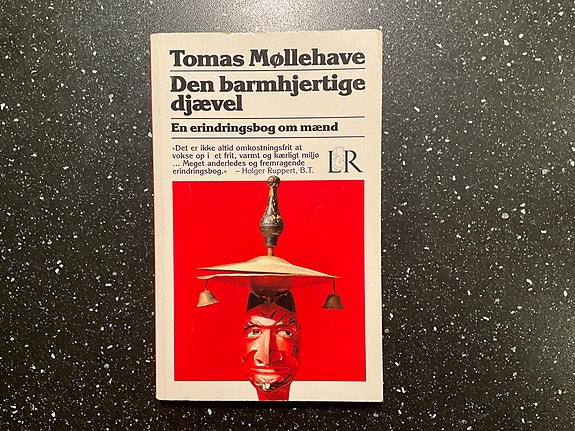 Tomas Møllehave
Den barmhjertige
djævel
En erindringsbog om mænd
»Det er ikke altid omkostningsfrit at
vokse op i et frit, varmt og kærligt miljø
... Meget anderledes og fremragende
erindringsbog.« – Holger Ruppert, B.T.
L&R